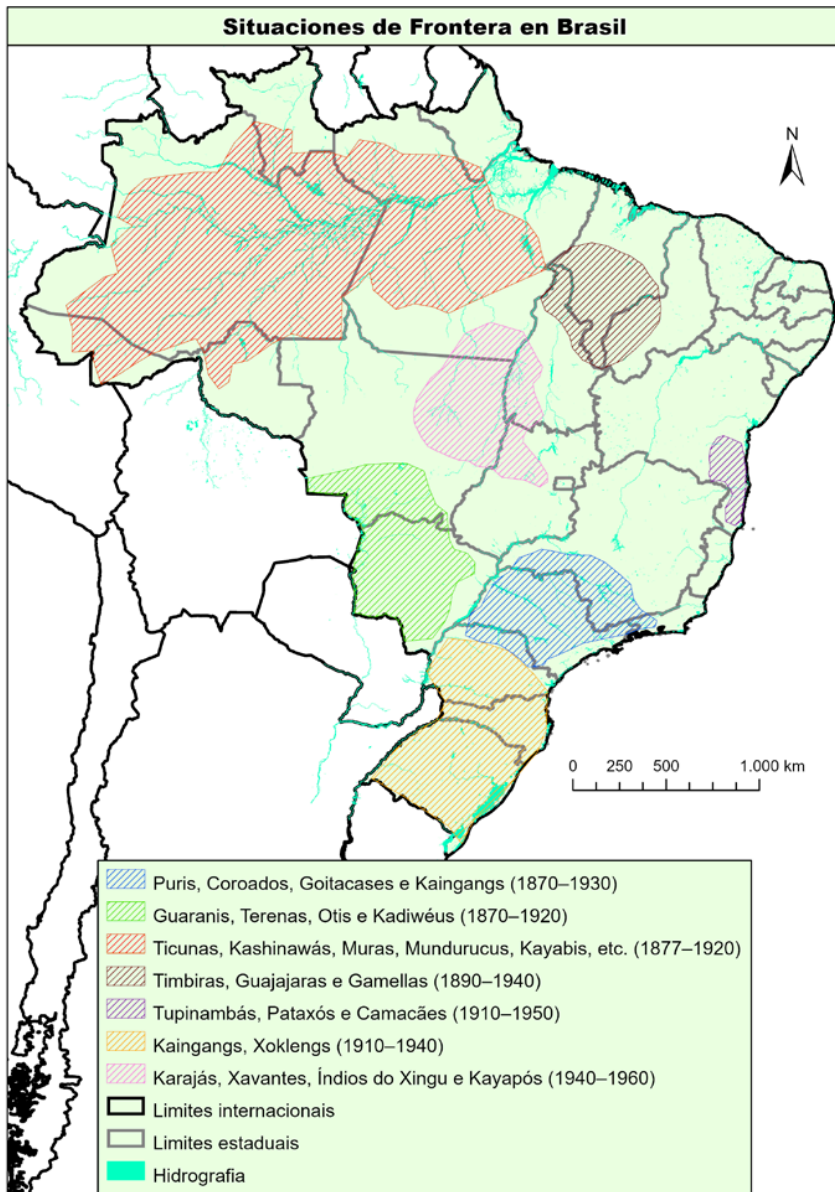 Situaciones de Frontera en Brasil
N
0 250 500 1.000 km
Puris, Coroados, Goitacases e Kaingangs (1870–1930)
Guaranis, Terenas, Otis e Kadiwéus (1870–1920)
Ticunas, Kashinawás, Muras, Mundurucus, Kayabis, etc. (1877–1920)
Timbiras, Guajajaras e Gamellas (1890–1940)
Tupinambás, Pataxós e Camacães (1910–1950)
Kaingangs, Xoklengs (1910–1940)
Karajás, Xavantes, Índios do Xingu e Kayapós (1940–1960)
Limites internacionais
Limites estaduais
Hidrografia